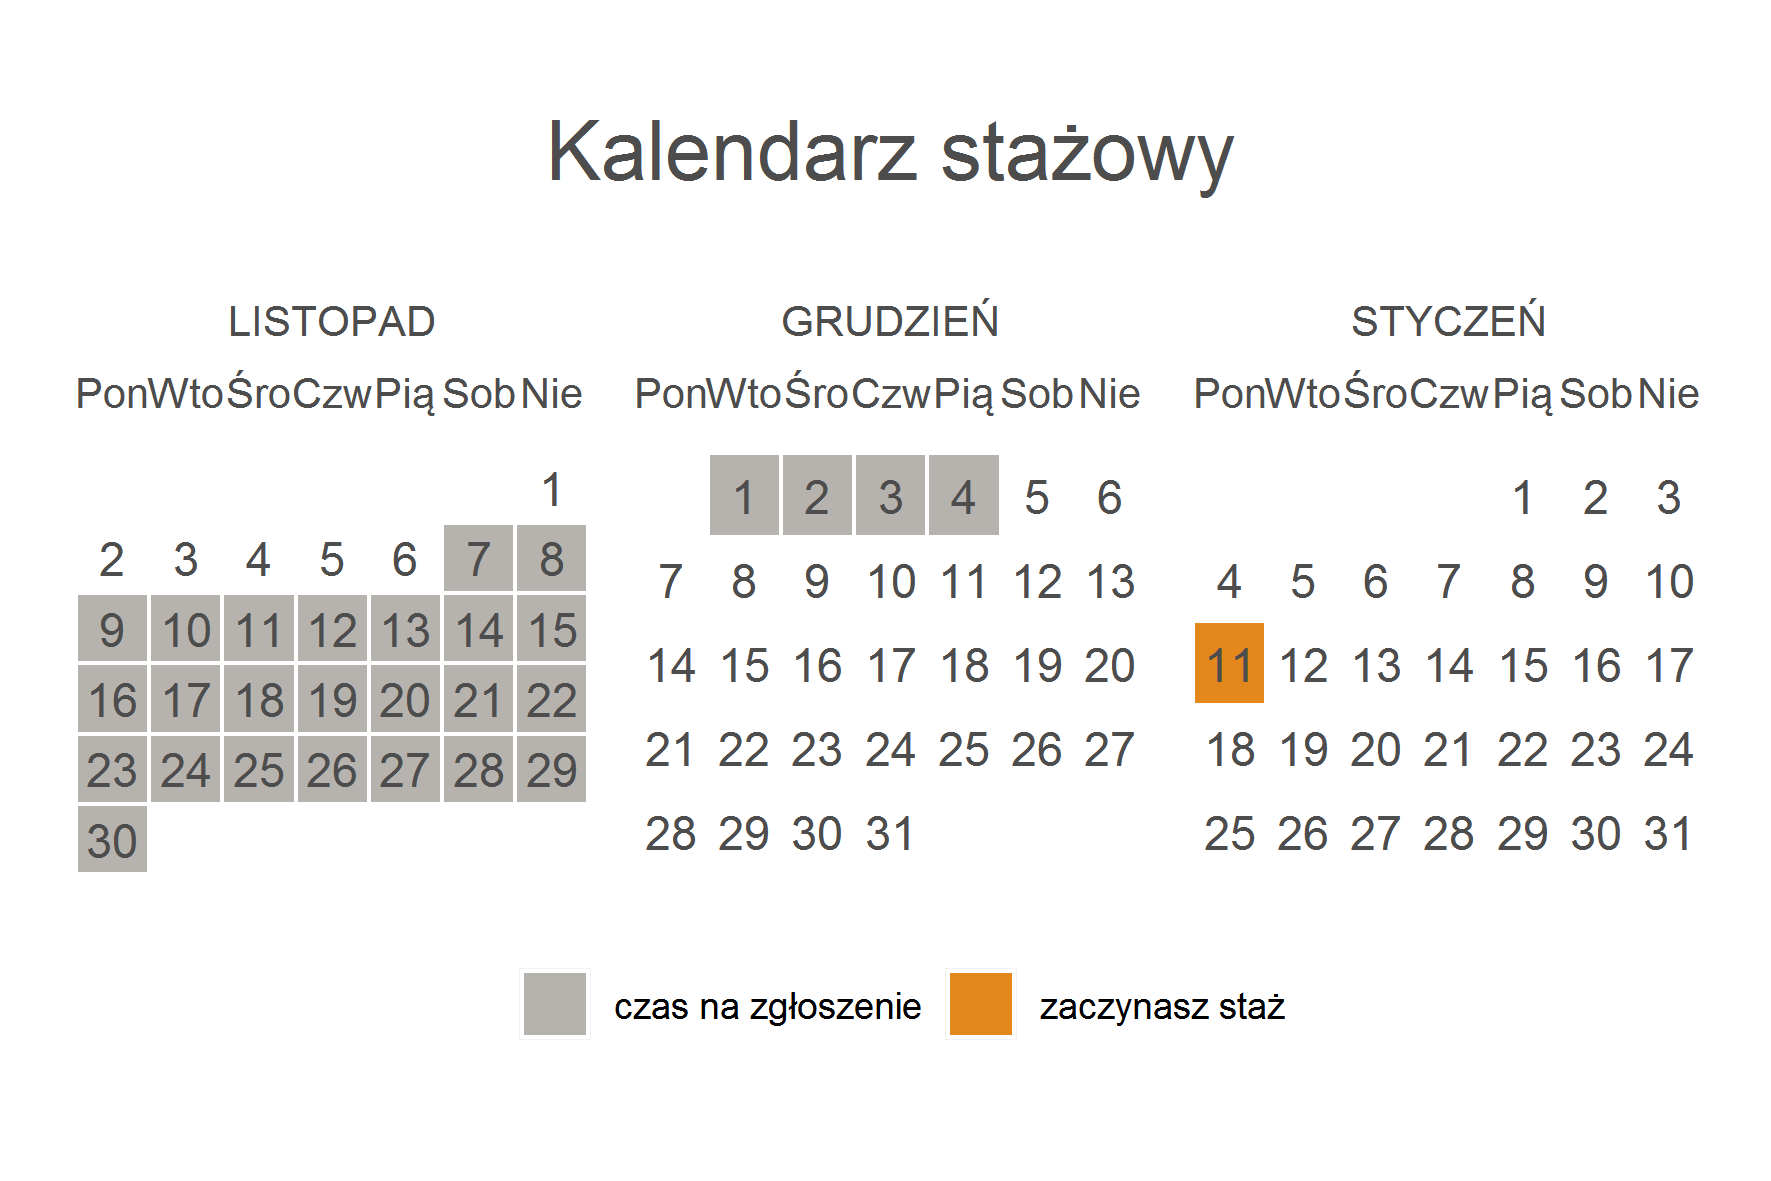 Kalendarz stażowy
LISTOPAD
Pon Wto Śro Czw Pią Sob Nie
1
2 3 4 5 6 7 8
9 10 11 12 13 14 15
16 17 18 19 20 21 22
23 24 25 26 27 28 29
30
GRUDZIEŃ
Pon Wto Śro Czw Pią Sob Nie
1 2 3 4 5 6
7 8 9 10 11 12 13
14 15 16 17 18 19 20
21 22 23 24 25 26 27
28 29 30 31
STYCZEŃ
Pon Wto Śro Czw Pią Sob Nie
1 2 3
4 5 6 7 8 9 10
11 12 13 14 15 16 17
18 19 20 21 22 23 24
25 26 27 28 29 30 31
czas na zgłoszenie
zaczynasz staż